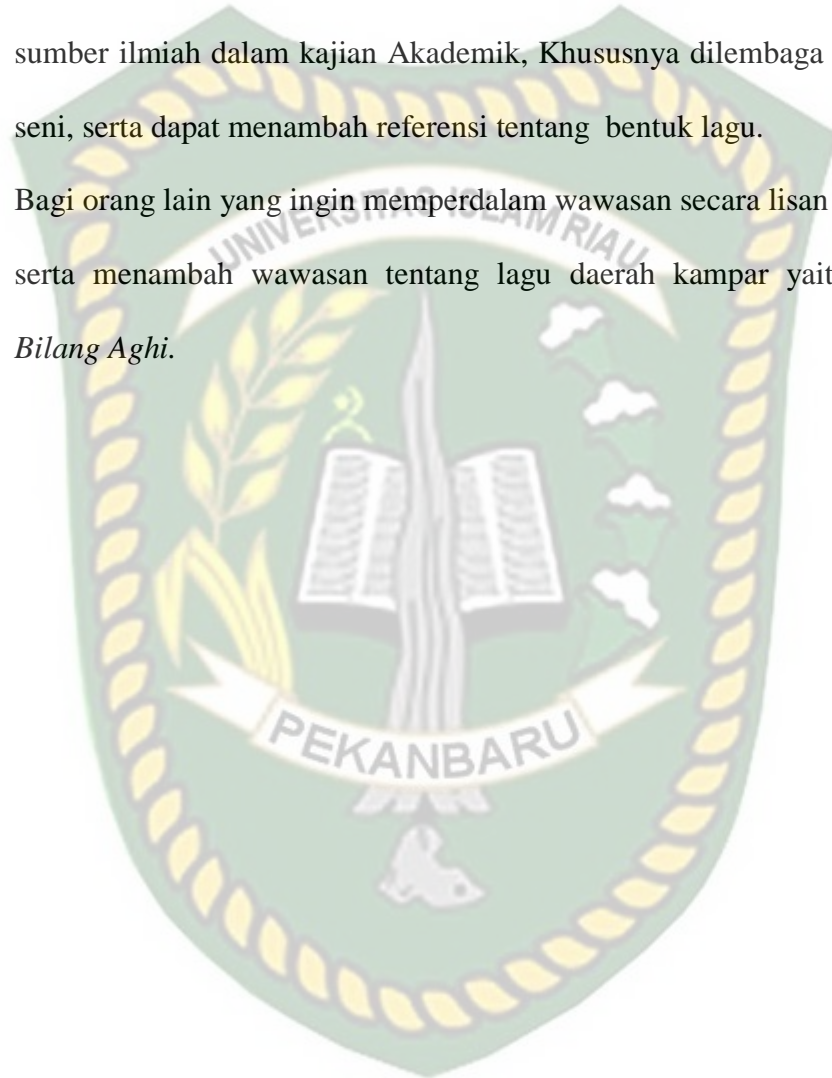 sumber ilmiah dalam kajian Akademik, Khususnya dilembaga
seni, serta dapat menambah referensi tentang bentuk lagu.
Bagi orang lain yang ingin memperdalam wawasan secara lisan
serta menambah wawasan tentang lagu daerah kampar yait
Bilang Aghi.
UNIVERSITAS ISLAM RIAU
PEKANBARU